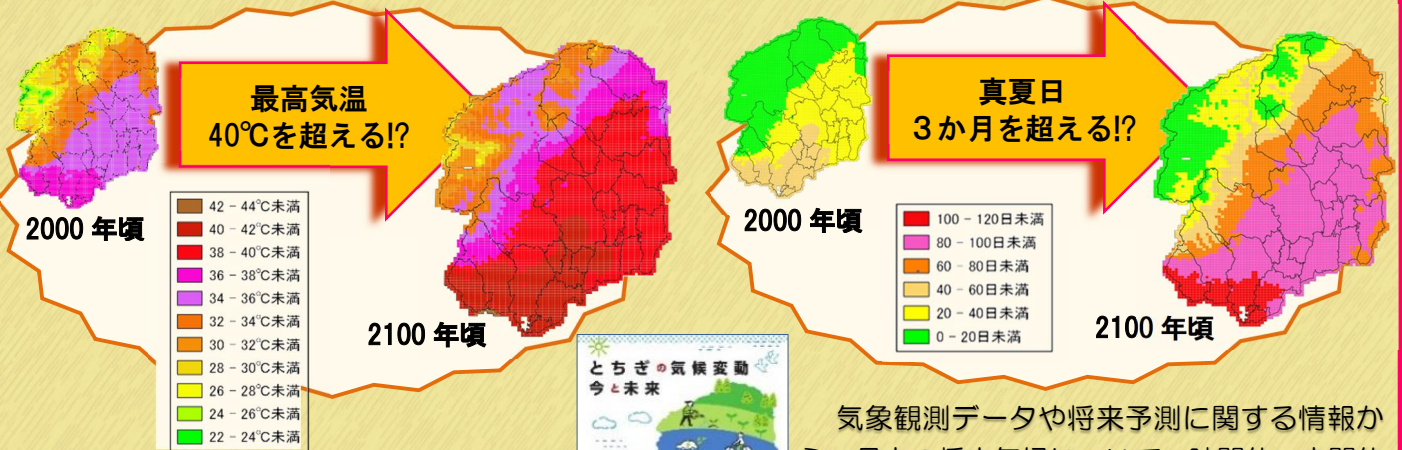 最高気温
40℃を超える!?
2000 年頃
42 - 44℃未満
40 - 42℃未満
38 - 40℃未満
36 - 38℃未満
34 - 36℃未満
32 - 34℃未満
30 - 32℃未満
28 - 30℃未満
26 - 28℃未満
24 - 26℃未満
22 - 24℃未満
2100 年頃
真夏日
３か月を超える!?
2000 年頃
100 - 120日未満
80 - 100日未満
60 - 80日未満
40 - 60日未満
20 - 40日未満
0 - 20日未満
2100 年頃
とちぎの気候変動
今と未来
気象観測データや将来予測に関する情報か